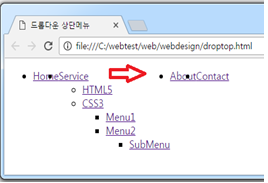 드롭다운 상단메뉴
file:///C:/webtest/web/webdesign/droptop.html
HomeService AboutContact
HTML5
CSS3
Menu1
Menu2
SubMenu